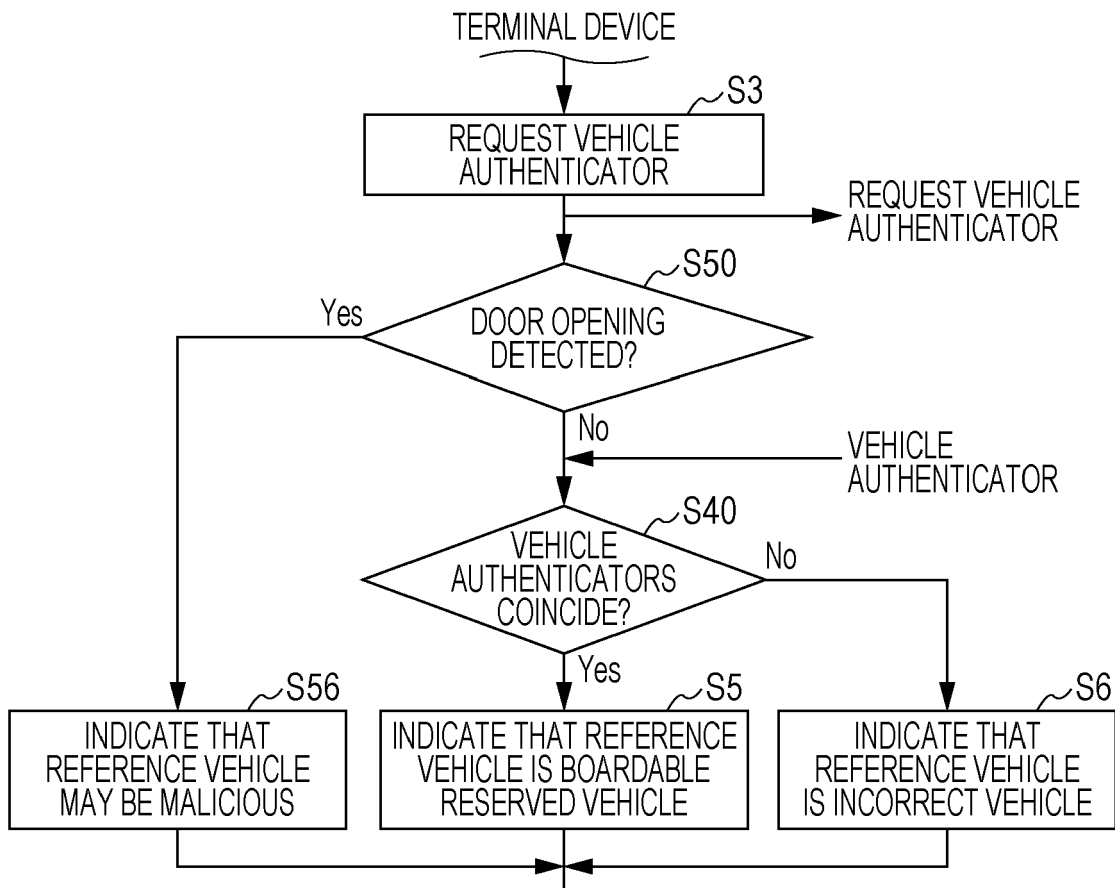 TERMINAL DEVICE
S3
REQUEST VEHICLE
AUTHENTICATOR
REQUEST VEHICLE
AUTHENTICATOR
S50
Yes
DOOR OPENING
DETECTED?
No
VEHICLE
AUTHENTICATOR
S40
VEHICLE
AUTHENTICATORS
COINCIDE?
No
Yes
S56
INDICATE THAT
REFERENCE VEHICLE
MAY BE MALICIOUS
S5
INDICATE THAT REFERENCE
VEHICLE IS BOARDABLE
RESERVED VEHICLE
S6
INDICATE THAT
REFERENCE VEHICLE
IS INCORRECT VEHICLE